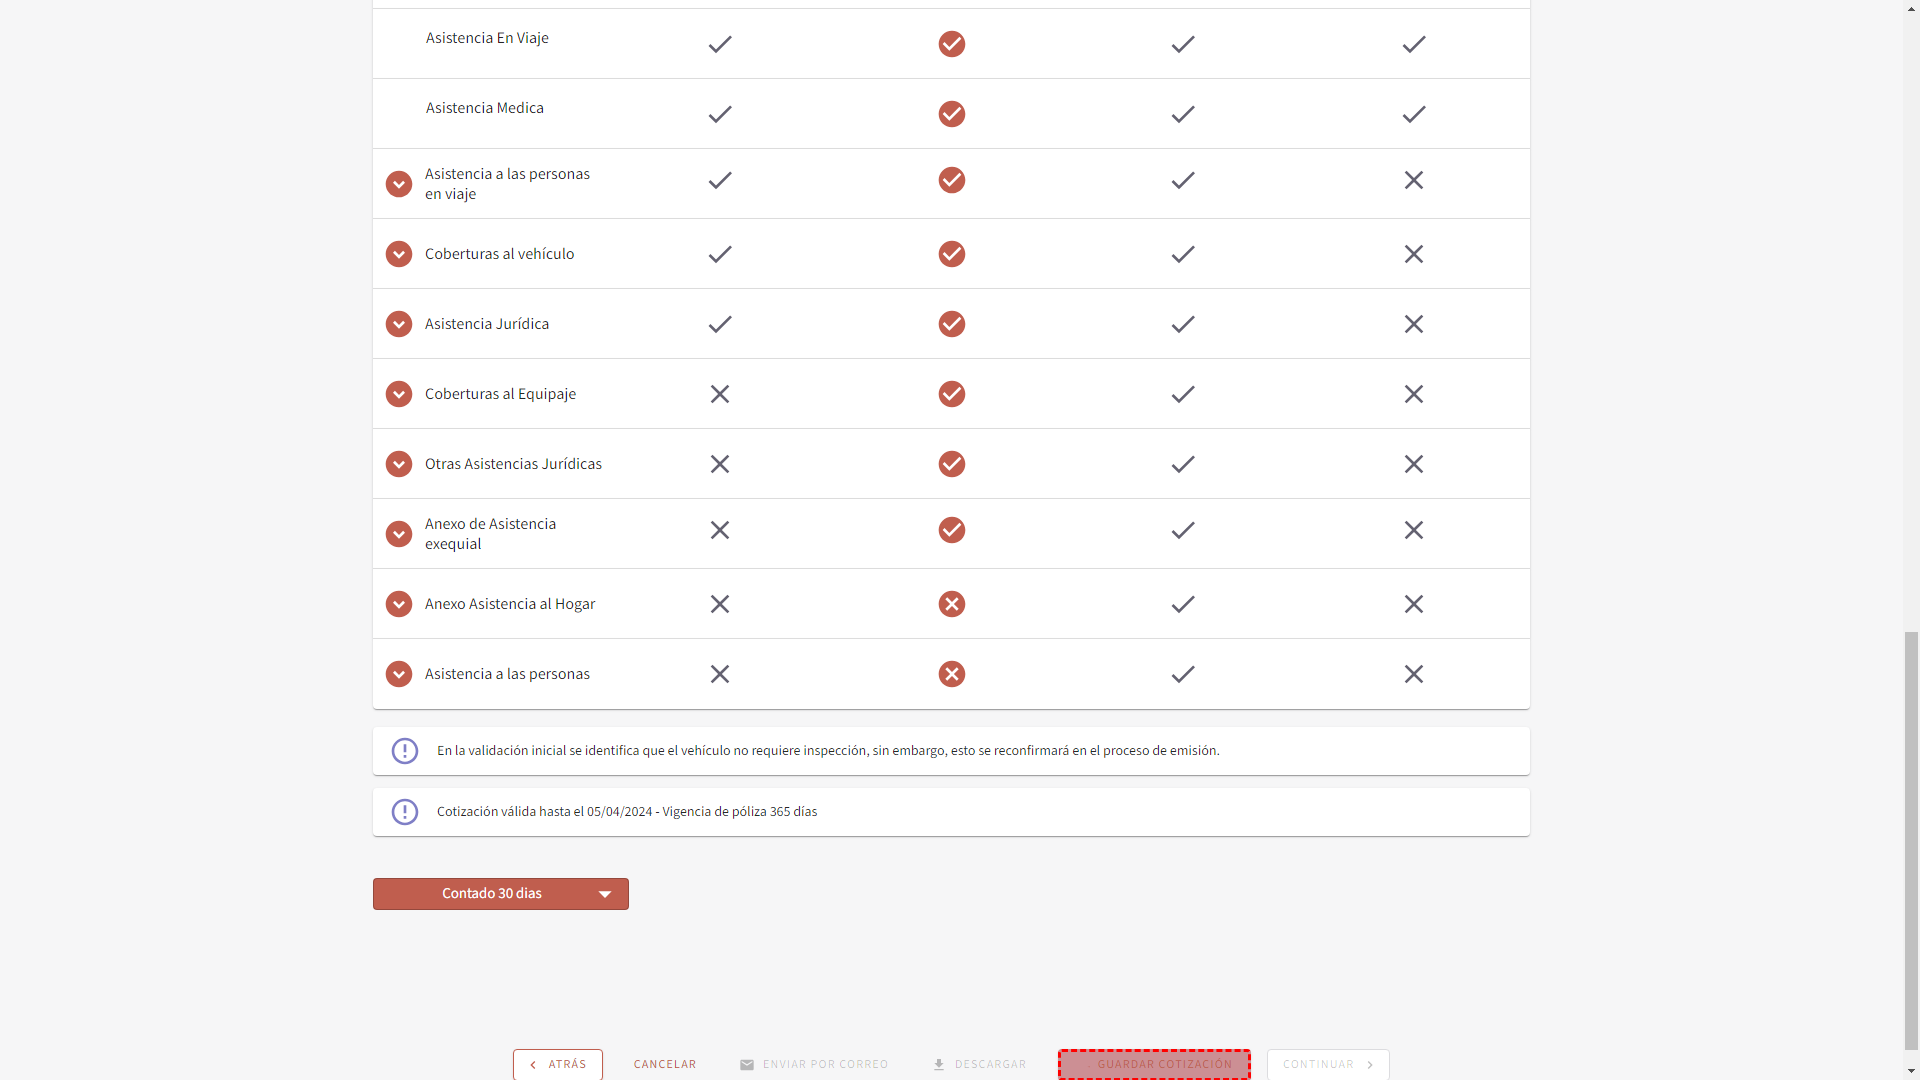 Asistencia En Viaje
Asistencia Medica
Asistencia a las personas
en viaje
Coberturas al vehículo
Asistencia Jurídica
Coberturas al Equipaje
Otras Asistencias Jurídicas
Anexo de Asistencia
exequial
Anexo Asistencia al Hogar
Asistencia a las personas
En la validación inicial se identifica que el vehículo no requiere inspección, sin embargo, esto se reconfirmará en el proceso de emisión.
Cotización válida hasta el 05/04/2024 - Vigencia de póliza 365 días
Contado 30 dias
ATRÁS CANCELAR ENVIAR POR CORREO DESCARGAR GUARDAR COTIZACIÓN CONTINUAR